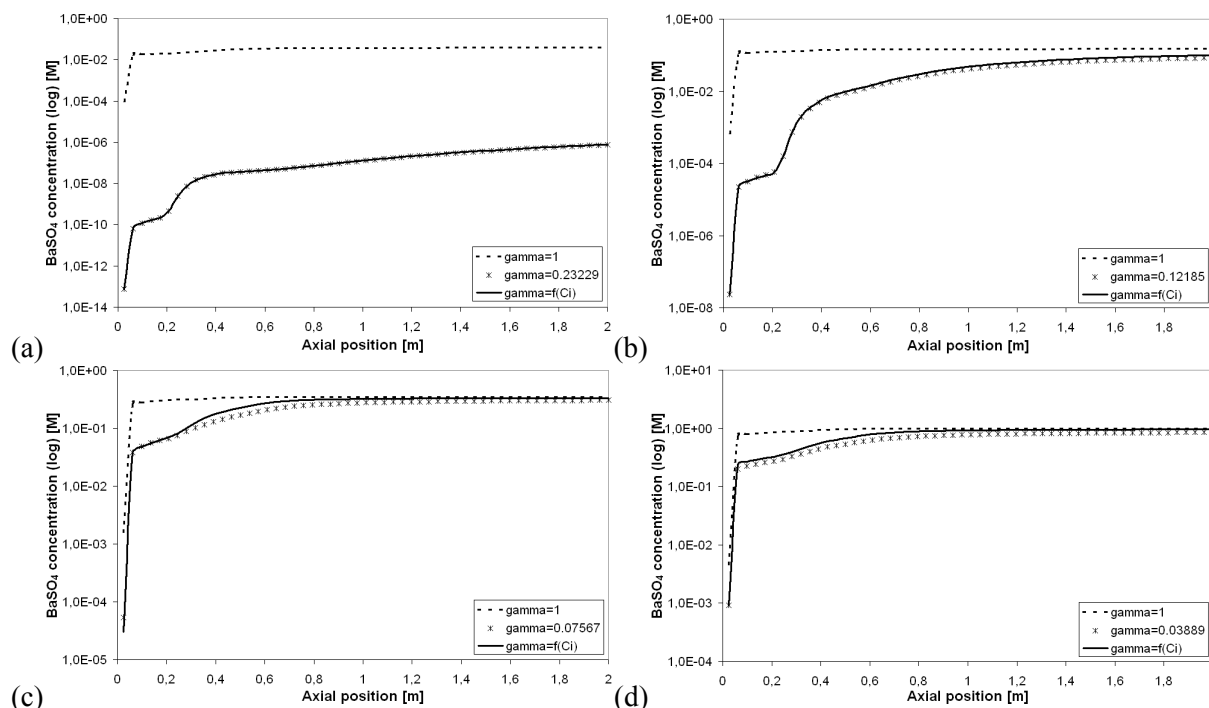 1,0E+00
1,0E-02
1,0E-04
1,0E-06
1,0E-08
1,0E-10
1,0E-12
1,0E-14
BaSO4 concentration (log) [M]
0 0,2 0,4 0,6 0,8 1 1,2 1,4 1,6 1,8 2
Axial position [m]
gamma=1
gamma=0.23229
gamma=f(Ci)
(a)
1,0E+00
1,0E-02
1,0E-04
1,0E-06
1,0E-08
BaSO4 concentration (log) [M]
0 0,2 0,4 0,6 0,8 1 1,2 1,4 1,6 1,8
Axial position [m]
gamma=1
gamma=0.12185
gamma=f(Ci)
(b)
1,0E+00
1,0E-01
1,0E-02
1,0E-03
1,0E-04
1,0E-05
BaSO4 concentration (log) [M]
0 0,2 0,4 0,6 0,8 1 1,2 1,4 1,6 1,8 2
Axial position [m]
gamma=1
gamma=0.07567
gamma=f(Ci)
(c)
1,0E+01
1,0E+00
1,0E-01
1,0E-02
1,0E-03
1,0E-04
BaSO4 concentration (log) [M]
0 0,2 0,4 0,6 0,8 1 1,2 1,4 1,6 1,8
Axial position [m]
gamma=1
gamma=0.03889
gamma=f(Ci)
(d)